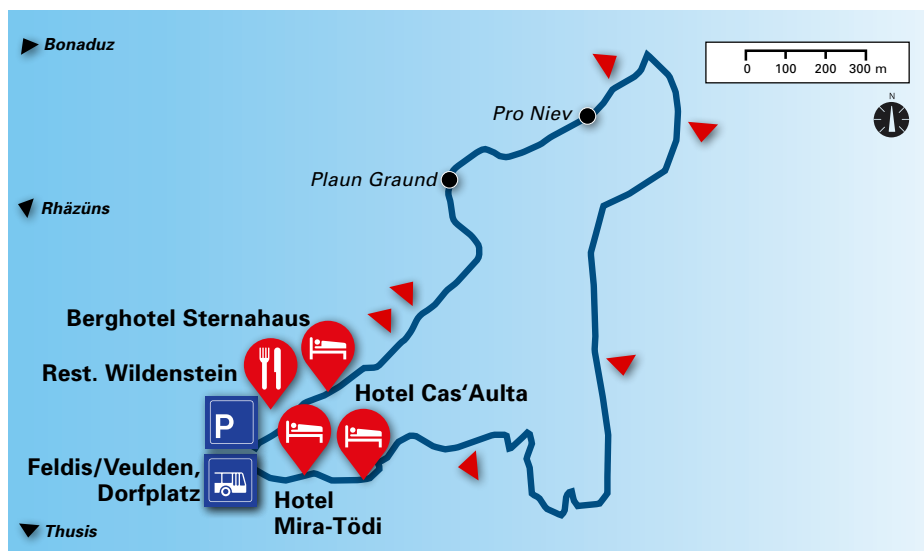 Bonaduz
0 100 200 300 m
N
Pro Niev
Plaun Graund
Rhäzüns
Berghotel Sternahaus
Rest. Wildenstein
Hotel Cas‘Aulta
P
Feldis/Veulden,
Dorfplatz
Hotel
Mira-Tödi
Thusis